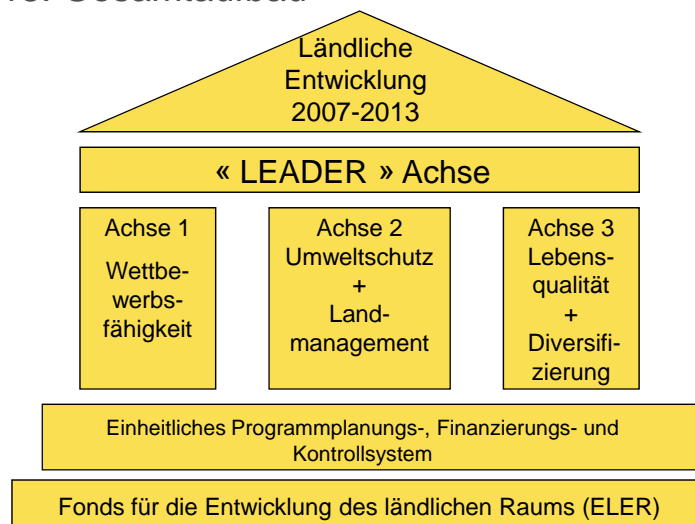 Gesamtaufbau
Ländliche
Entwicklung
2007-2013
« LEADER » Achse
Achse 1
Wettbe-
werbs-
fähigkeit
Achse 2
Umweltschutz
+
Land-
management
Achse 3
Lebens-
qualität
+
Diversifi-
zierung
Einheitliches Programmplanungs-, Finanzierungs- und
Kontrollsystem
Fonds für die Entwicklung des ländlichen Raums (ELER)